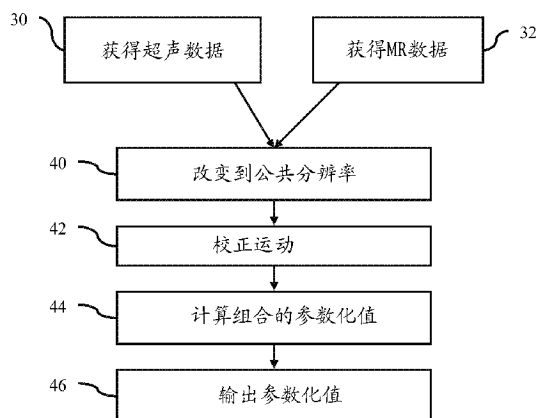 30
获得超声数据
获得MR数据
32
40
改变到公共分辨率
42
校正运动
44
计算组合的参数化值
46
输出参数化值